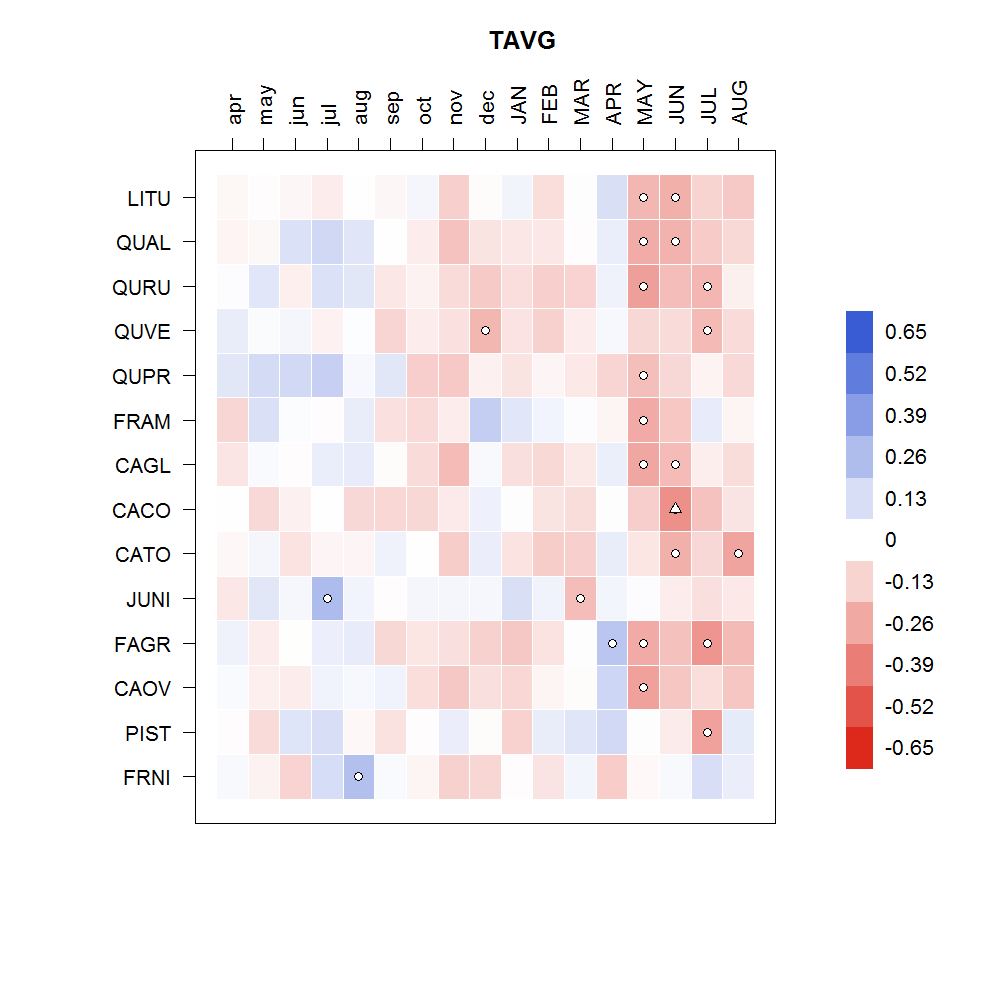 TAVG
apr may jun jul aug sep oct nov dec JAN FEB MAR APR MAY JUN JUL AUG
LITU
QUAL
QURU
QUVE
QUPR
FRAM
CAGL
CACO
CATO
JUNI
FAGR
CAOV
PIST
FRNI
0.65
0.52
0.39
0.26
0.13
0
-0.13
-0.26
-0.39
-0.52
-0.65